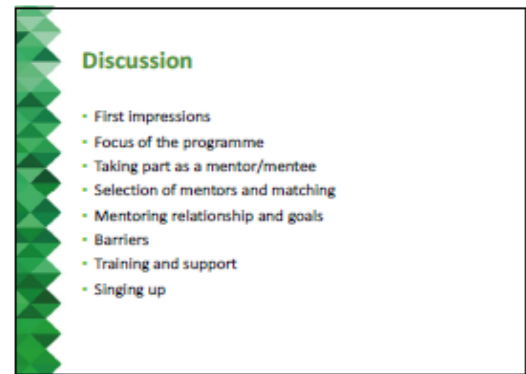 Discussion
• First impressions
• Focus of the programme
• Taking part as a mentor/mentee
• Selection of mentors and matching
• Mentoring relationship and goals
• Barriers
• Training and support
• Singing up